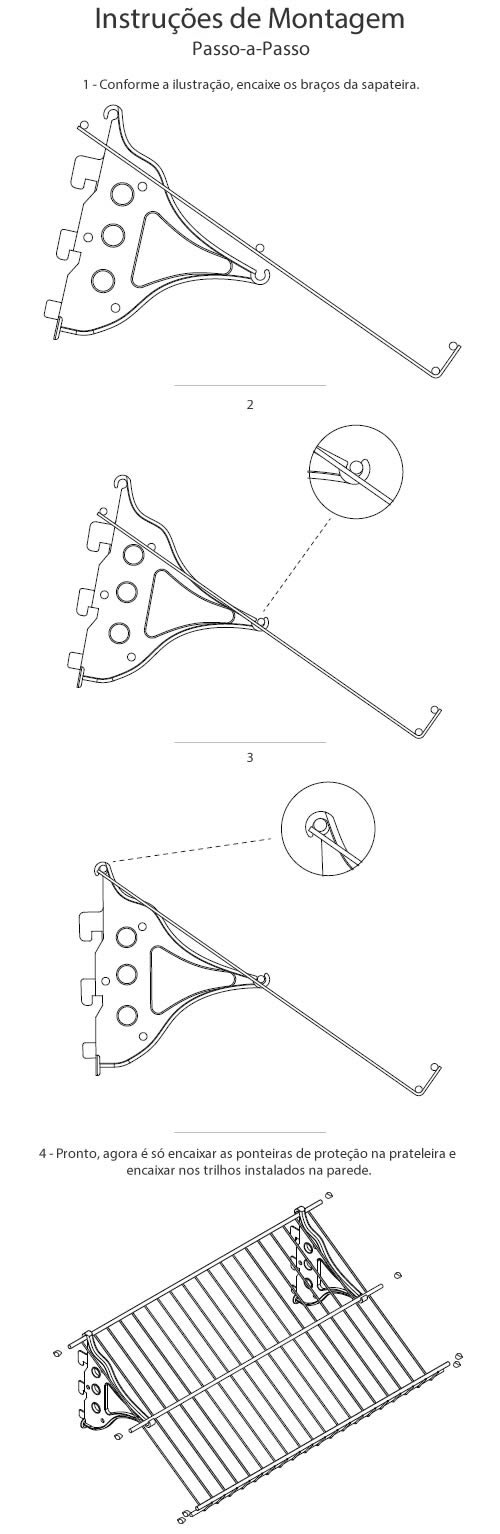 Instruções de Montagem
Passo-a-Passo
1 - Conforme a ilustração, encaixe os braços da sapateira.
2
3
4 - Pronto, agora é só encaixar as ponteiras de proteção na prateleira e
encaixar nos trilhos instalados na parede.